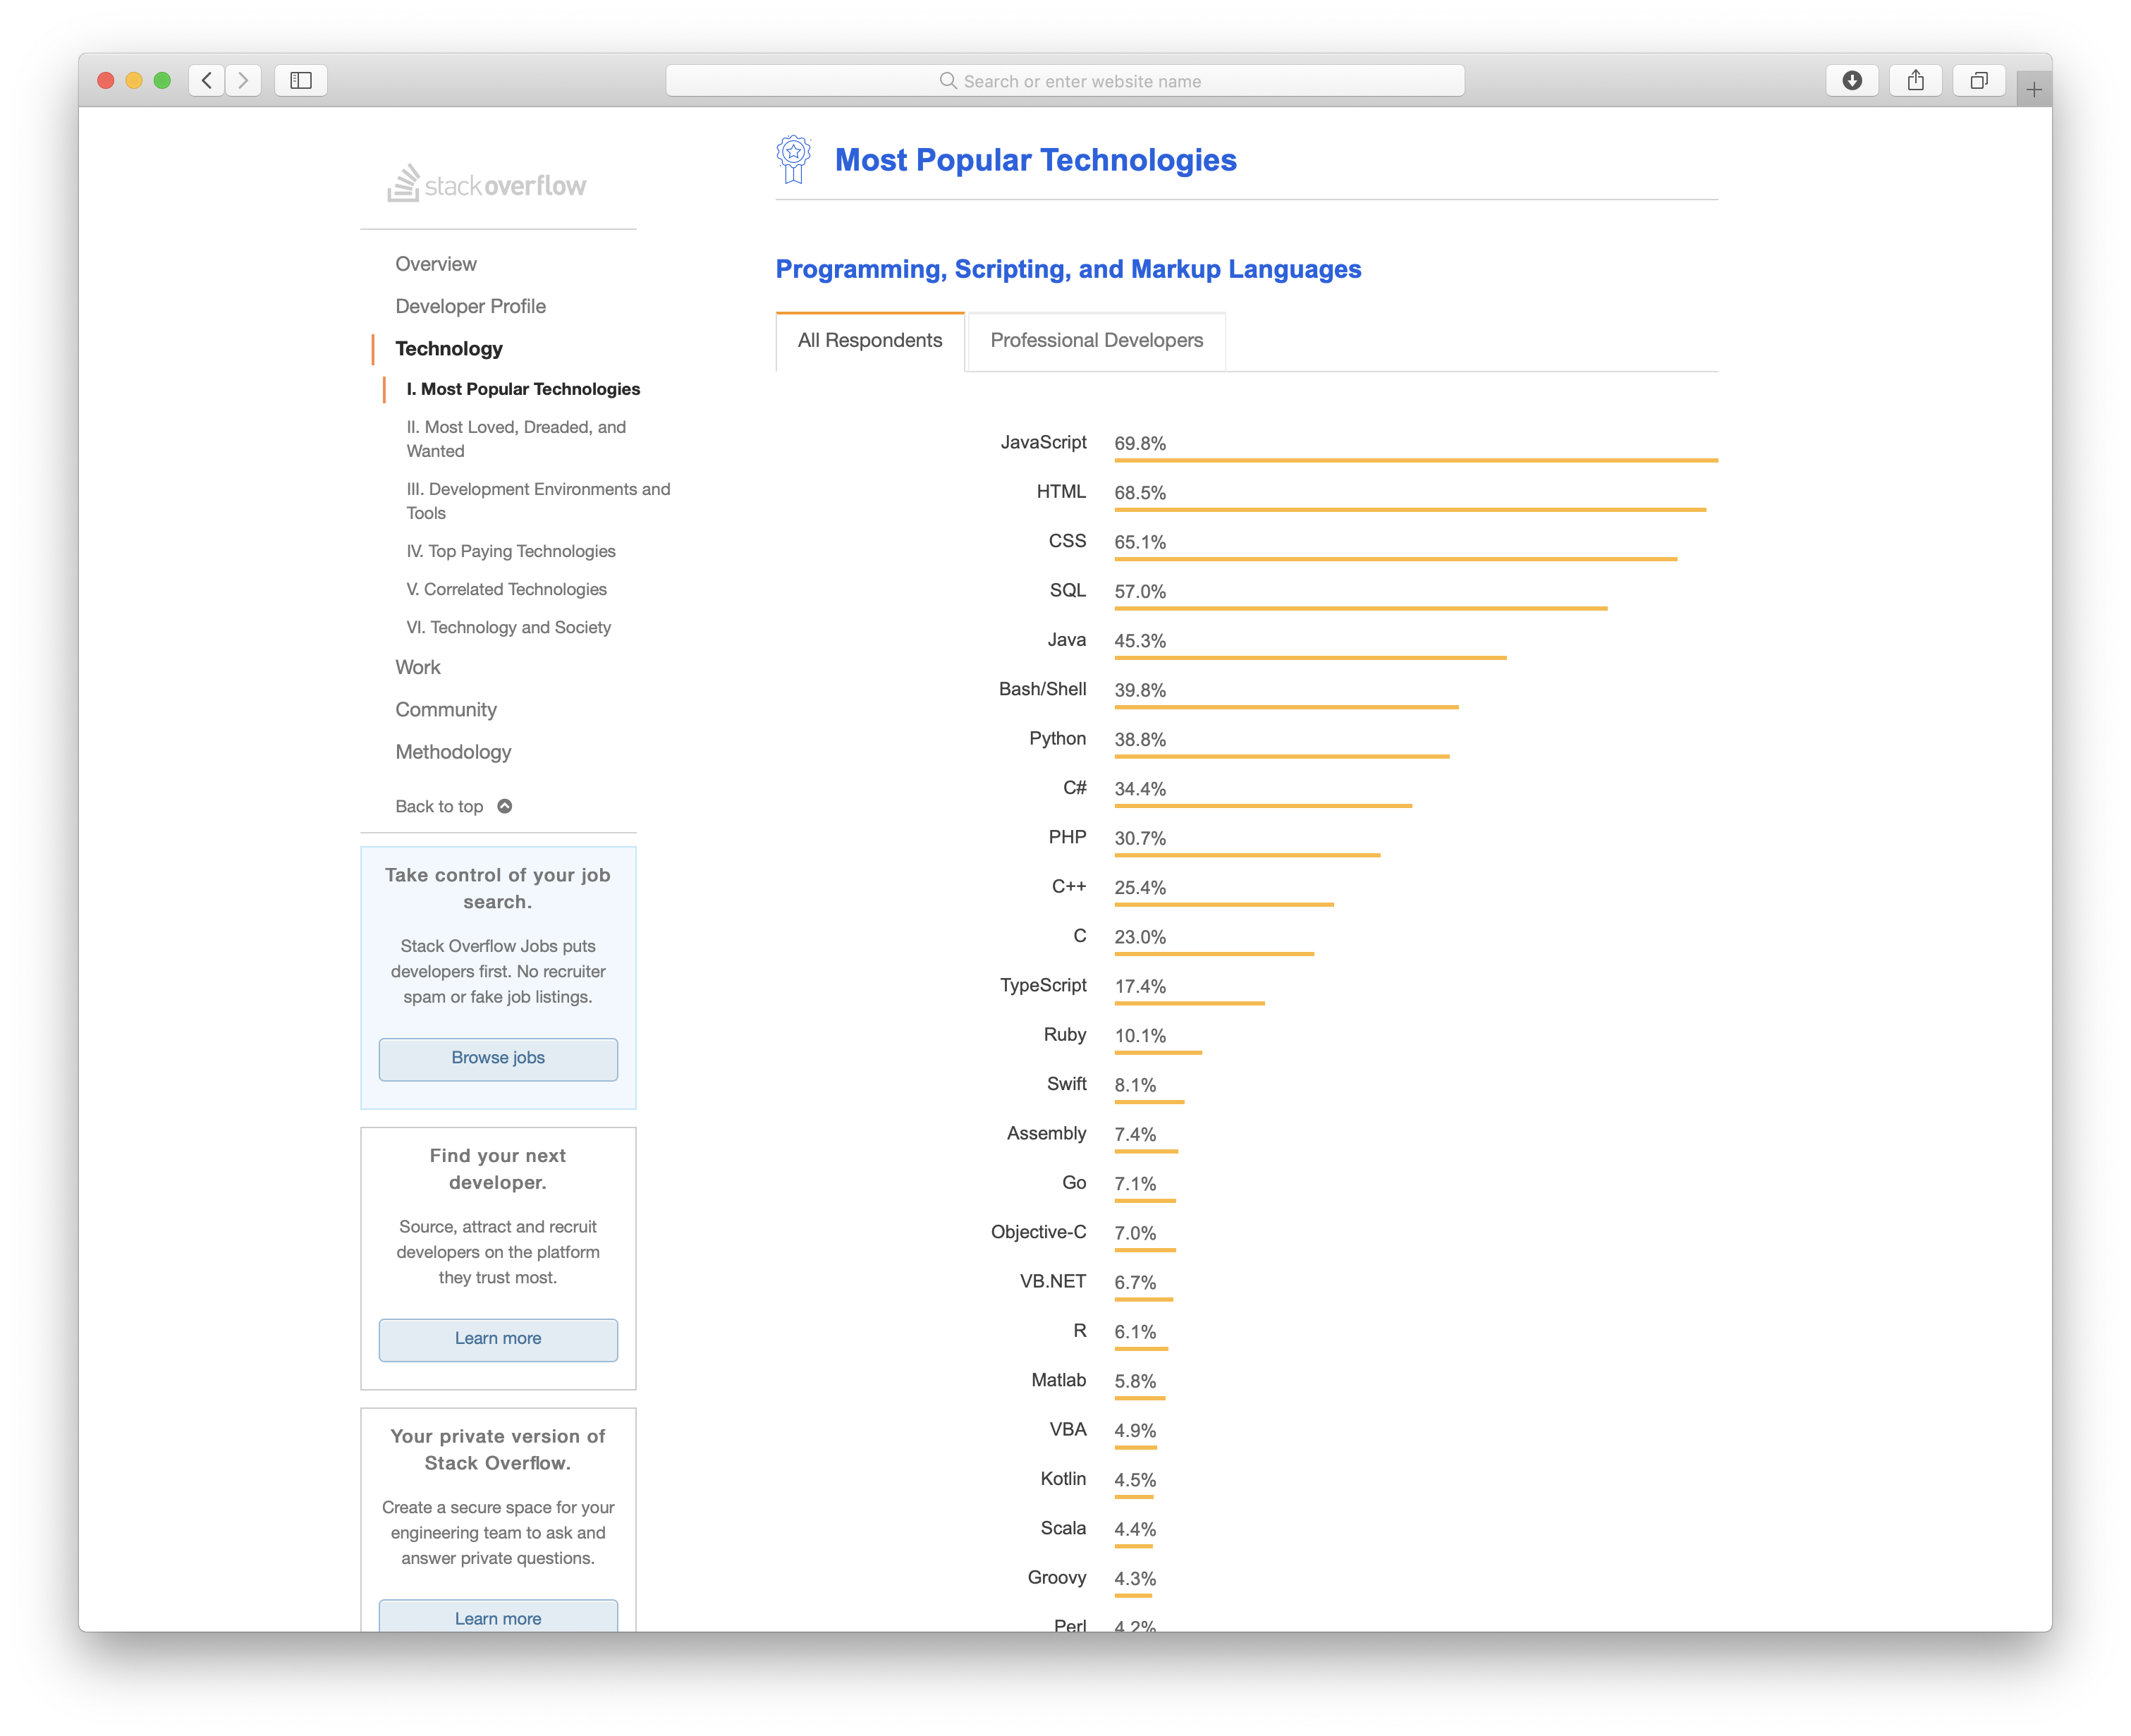 Search or enter website name
stackoverflow
Overview
Developer Profile
Technology
I. Most Popular Technologies
II. Most Loved, Dreaded, and
Wanted
III. Development Environments and
Tools
IV. Top Paying Technologies
V. Correlated Technologies
VI. Technology and Society
Work
Community
Methodology
Back to top
Take control of your job
search.
Stack Overflow Jobs puts
developers first. No recruiter
spam or fake job listings.
Browse jobs
Find your next
developer.
Source, attract and recruit
developers on the platform
they trust most.
Learn more
Your private version of
Stack Overflow.
Create a secure space for your
engineering team to ask and
answer private questions.
Learn more
Most Popular Technologies
Programming, Scripting, and Markup Languages
All Respondents
Professional Developers
JavaScript 69.8%
HTML 68.5%
CSS 65.1%
SQL 57.0%
Java 45.3%
Bash/Shell 39.8%
Python 38.8%
C# 34.4%
PHP 30.7%
C++ 25.4%
C 23.0%
TypeScript 17.4%
Ruby 10.1%
Swift 8.1%
Assembly 7.4%
Go 7.1%
Objective-C 7.0%
VB.NET 6.7%
R 6.1%
Matlab 5.8%
VBA 4.9%
Kotlin 4.5%
Scala 4.4%
Groovy 4.3%
Perl 4.2%